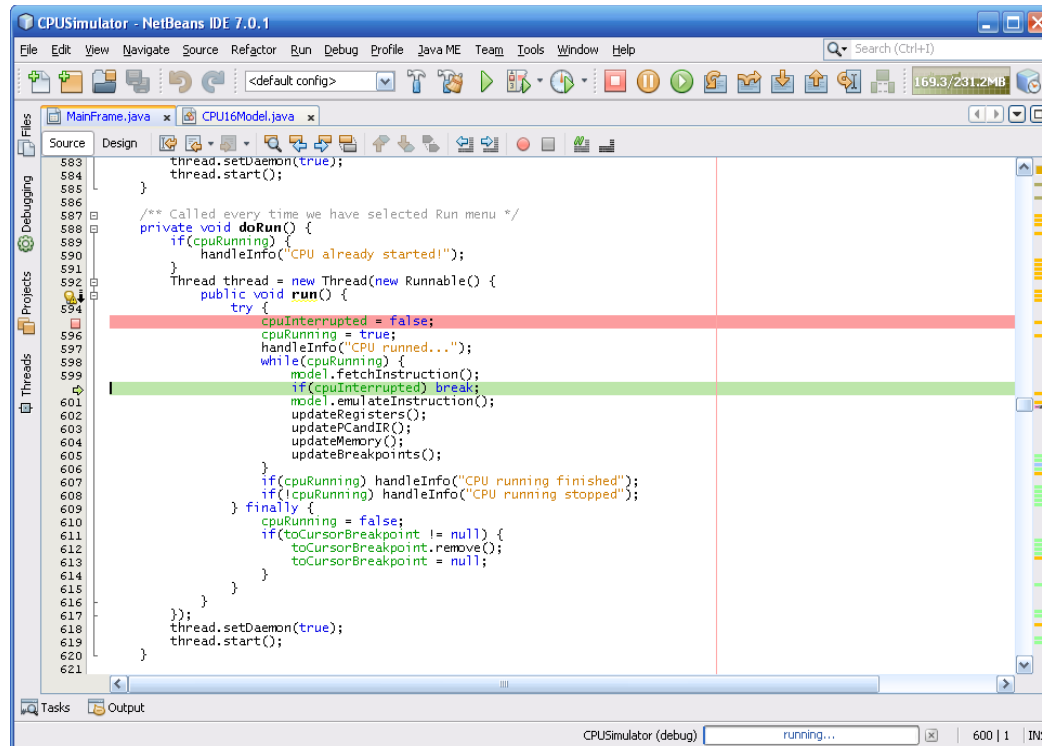 CPUSimulator - NetBeans IDE 7.0.1
File Edit View Navigate Source Refactor Run Debug Profile Java ME Team Tools Window Help Search (Ctrl+I)
<default config> 169.3/231.2MB
MainFrame.java x CPU16Model.java x
Source Design
Files
Debugging
Projects
Threads
583 thread.setDaemon(true);
584 thread.start();
585 }
586
587 /** Called every time we have selected Run menu */
588 private void doRun() {
589 if(cpuRunning) {
590 handleInfo("CPU already started!");
591 }
592 Thread thread = new Thread(new Runnable() {
public void run() {
594 try {
cpuInterrupted = false;
596 cpuRunning = true;
597 handleInfo("CPU runned...");
598 while(cpuRunning) {
599 model.fetchInstruction();
if(cpuInterrupted) break;
601 model.emulateInstruction();
602 updateRegisters();
603 updatePCandIR();
604 updateMemory();
605 updateBreakpoints();
606 }
607 if(cpuRunning) handleInfo("CPU running finished");
608 if(!cpuRunning) handleInfo("CPU running stopped");
609 } finally {
610 cpuRunning = false;
611 if(toCursorBreakpoint != null) {
612 toCursorBreakpoint.remove();
613 toCursorBreakpoint = null;
614 }
615 }
616 }
617 });
618 thread.setDaemon(true);
619 thread.start();
620 }
621
Tasks Output
CPUSimulator (debug) running... 600 | 1 IN